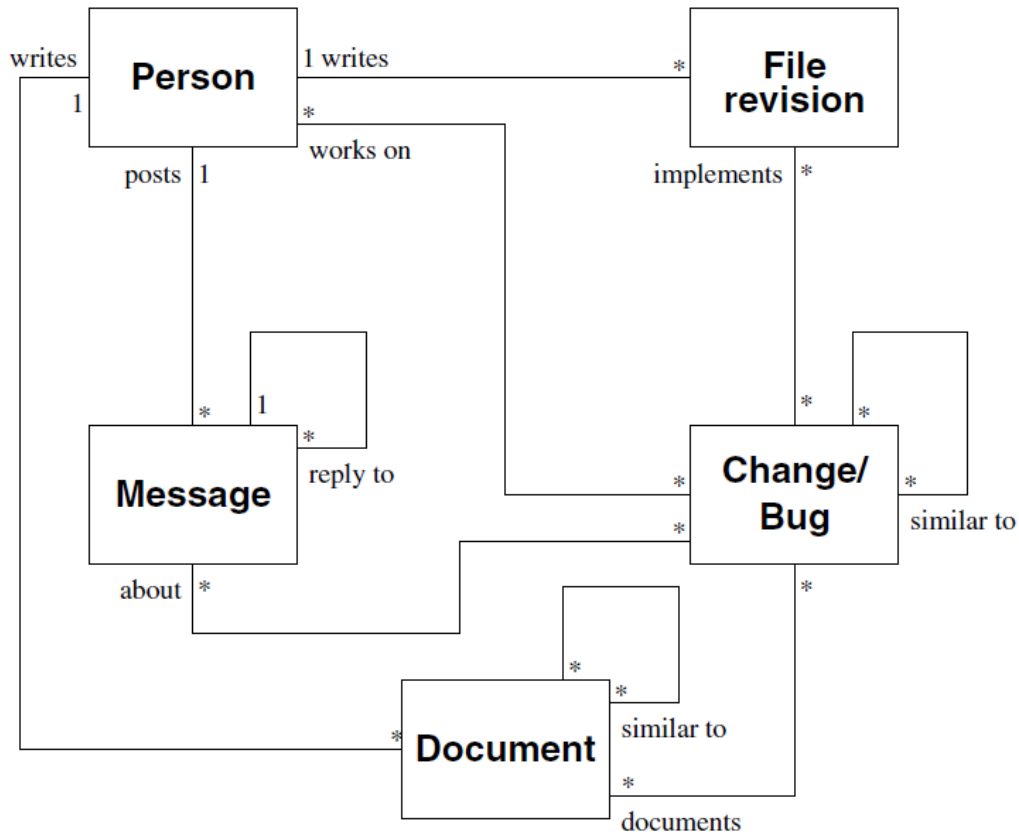 writes
1
Person
1 writes
*
File
revision
*
works on
posts
1
implements
*
*
1
*
reply to
*
*
*
similar to
Message
Change/
Bug
*
*
about
*
*
*
*
similar to
*
Document
*
documents